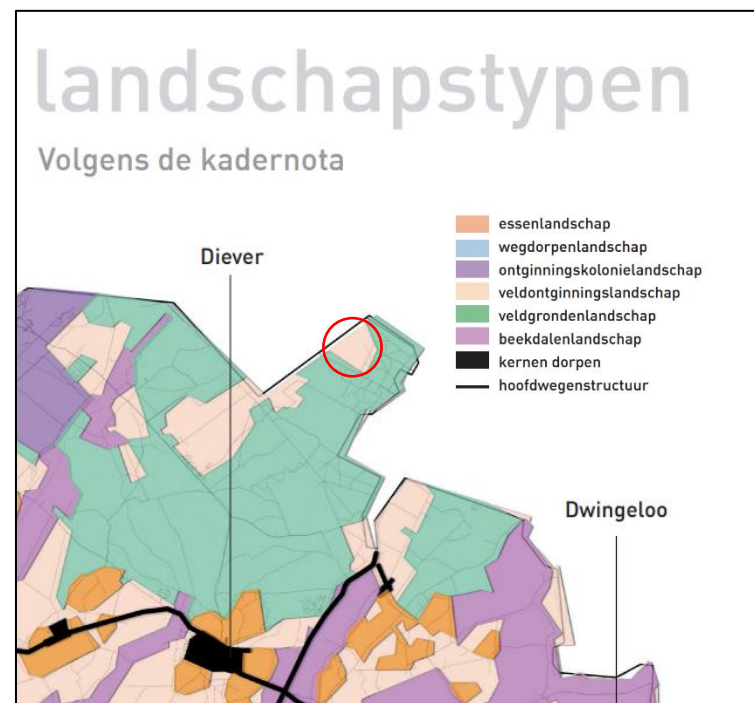 landschapstypen
Volgens de kadernota
essenlandschap
wegdorpenlandschap
ontginningskolonielandschap
veldontginningslandschap
veldgrondenlandschap
beekdalenlandschap
kernen dorpen
hoofdwegenstructuur
Diever
Dwingeloo